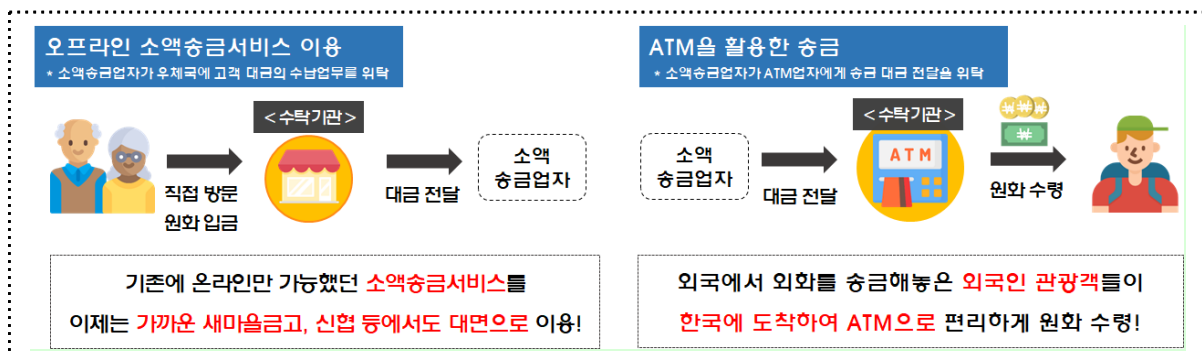 오프라인 소액송금서비스 이용
* 소액송금업자가 우체국에 고객 대금의 수납업무를 위탁
<수탁기관>
직접 방문
원화 입금
대금 전달
소액
송금업자
기존에 온라인만 가능했던 소액송금서비스를
이제는 가까운 새마을금고, 신협 등에서도 대면으로 이용!
ATM을 활용한 송금
* 소액송금업자가 ATM업자에게 송금 대금 전달을 위탁
소액
송금업자
대금 전달
<수탁기관>
ATM
원화 수령
외국에서 외화를 송금해놓은 외국인 관광객들이
한국에 도착하여 ATM으로 편리하게 원화 수령!